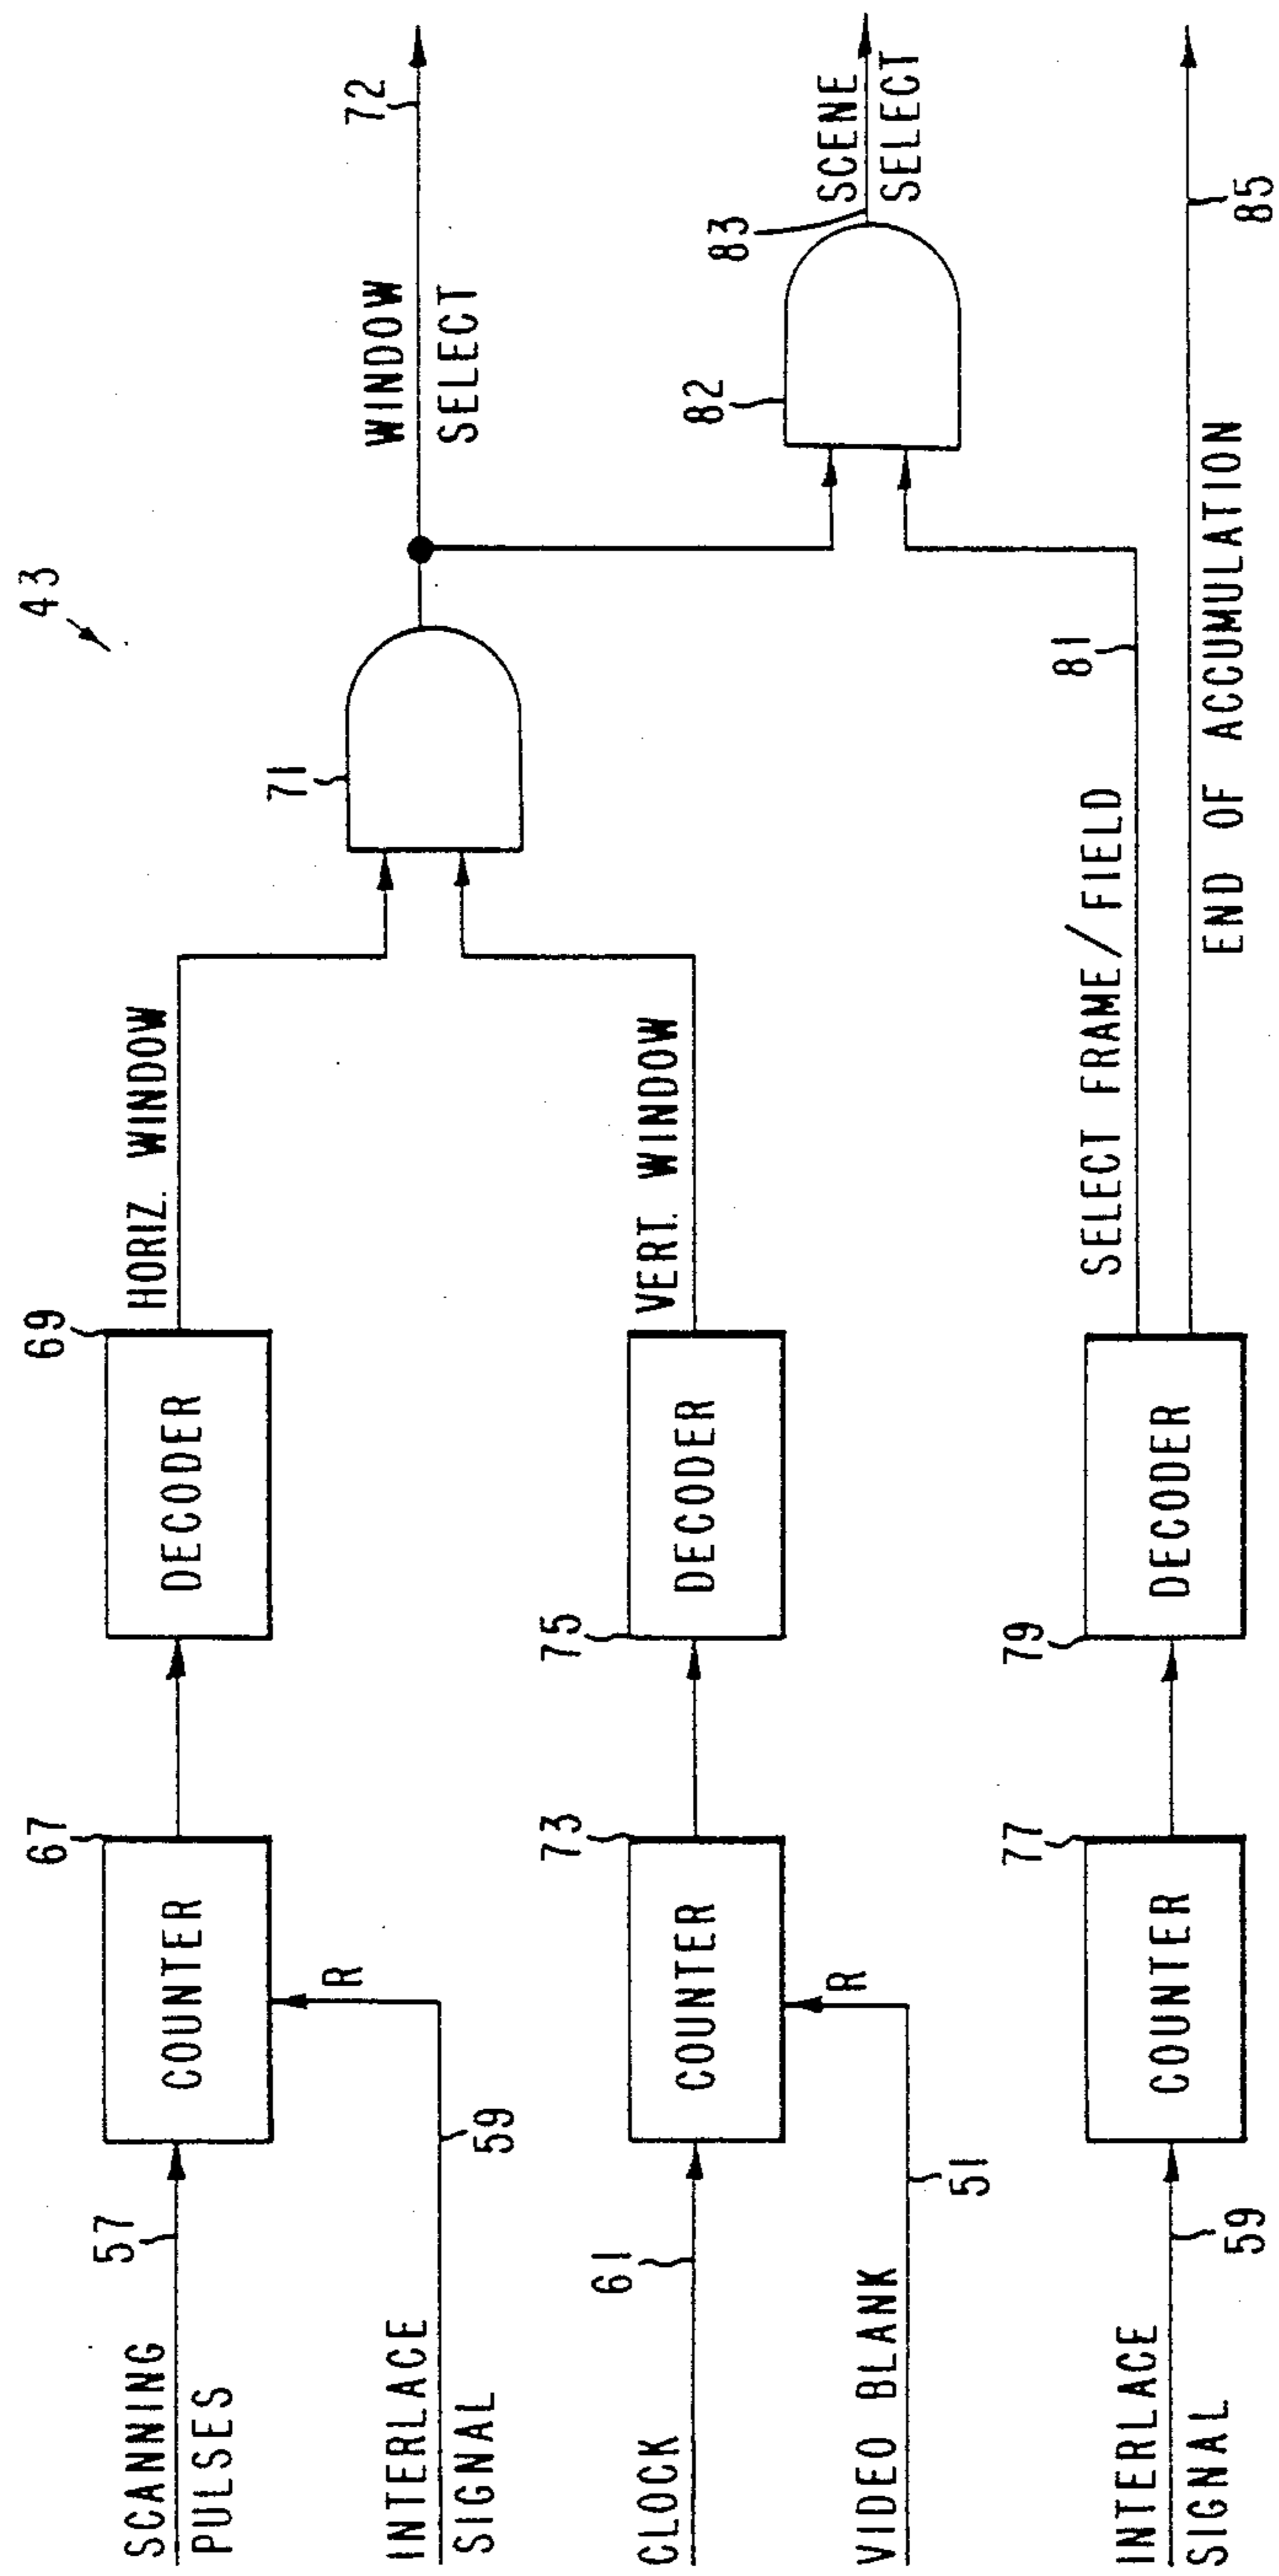 43
SCANNING
PULSES
57
COUNTER
67
DECODER
69
HORIZ. WINDOW
INTERLACE
SIGNAL
59
R
71
WINDOW
SELECT
72
CLOCK
61
COUNTER
73
DECODER
75
VERT. WINDOW
VIDEO BLANK
51
R
82
83
SCENE
SELECT
INTERLACE
SIGNAL
59
COUNTER
77
DECODER
79
SELECT FRAME/FIELD
81
END OF ACCUMULATION
85